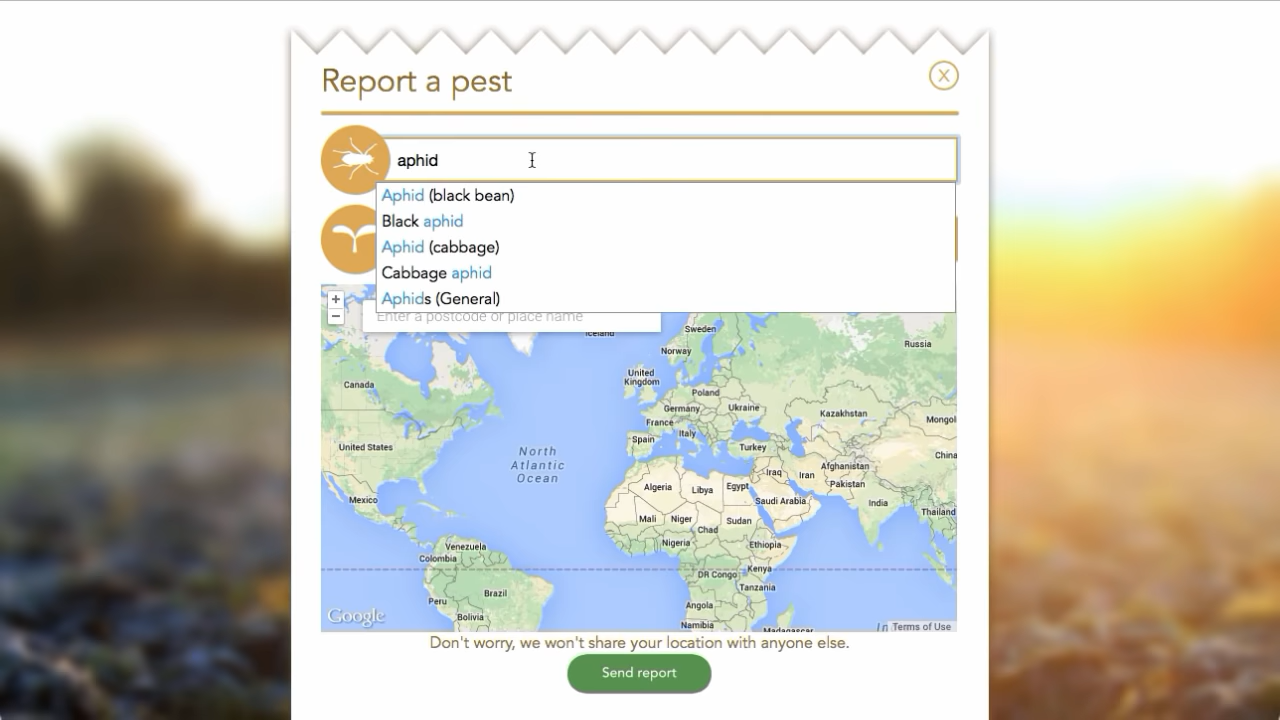 Report a pest
X
aphid
Aphid (black bean)
Black aphid
Aphid (cabbage)
Cabbage aphid
Aphids (General)
+
−
Enter a postcode or place name
Iceland
Sweden
Norway
Russia
United
Kingdom
Canada
Poland
Germany
Ukraine
Kazakhstan
France
Mongol
Italy
Spain
Turkey
United States
China
North
Atlantic
Ocean
Afghanistan
Iraq
Iran
Pakistan
Algeria
Libya
Egypt
Saudi Arabia
India
Mexico
Thailand
Mali
Niger
Chad
Sudan
Nigeria
Ethiopia
Venezuela
Colombia
DR Congo
Kenya
Tanzania
Peru
Brazil
Angola
Bolivia
Namibia
Madagascar
Google
In
Terms of Use
Don't worry, we won't share your location with anyone else.
Send report